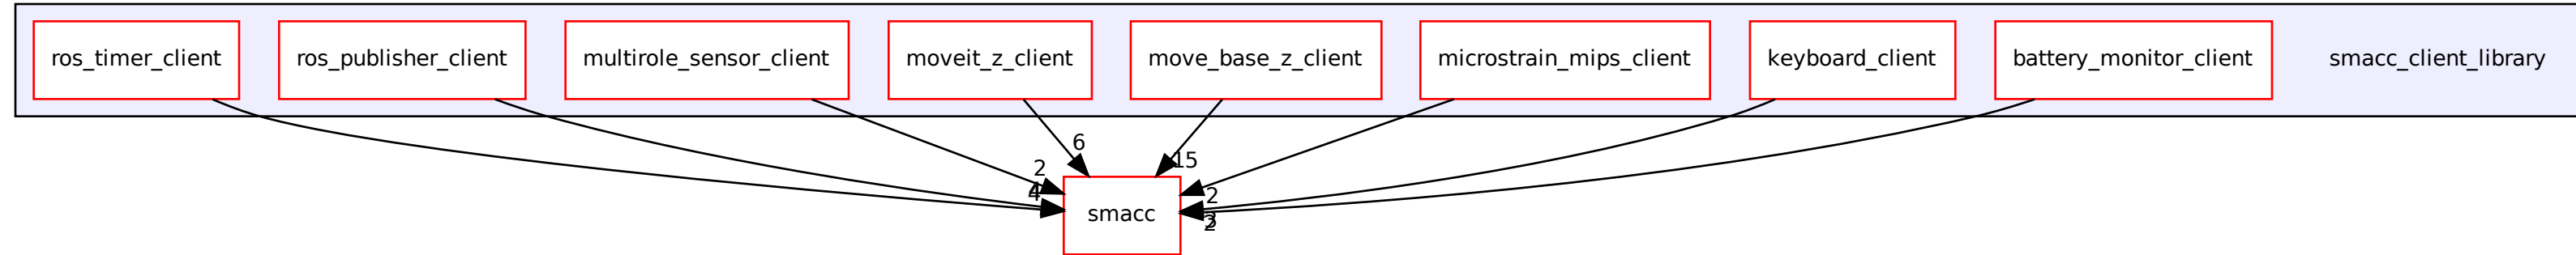 ros_timer_client
ros_publisher_client
multirole_sensor_client
moveit_z_client
move_base_z_client
microstrain_mips_client
keyboard_client
battery_monitor_client
smacc_client_library
6
15
2
4
2
2
smacc